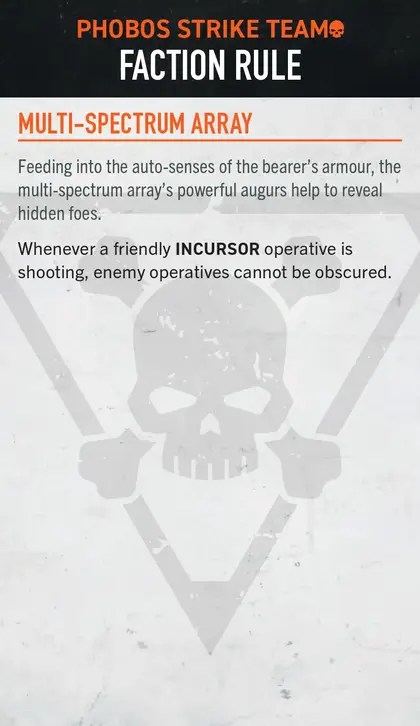 PHOBOS STRIKE TEAM
FACTION RULE
MULTI-SPECTRUM ARRAY
Feeding into the auto-senses of the bearer's armour, the
multi-spectrum array's powerful augurs help to reveal
hidden foes.
Whenever a friendly INCURSOR operative is
shooting, enemy operatives cannot be obscured.